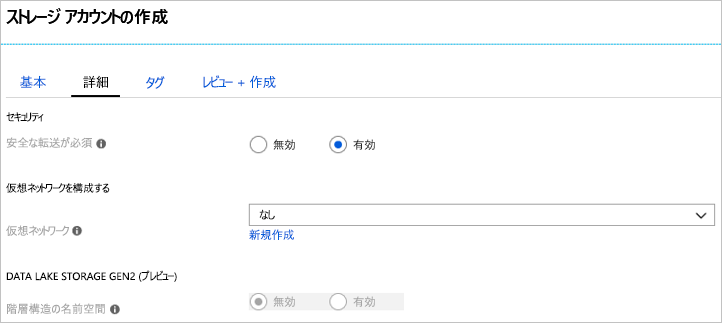 ストレージ アカウントの作成
基本 詳細 タグ レビュー + 作成
セキュリティ
安全な転送が必須 無効 有効
仮想ネットワークを構成する
なし
仮想ネットワーク
新規作成
DATA LAKE STORAGE GEN2 (プレビュー)
階層構造の名前空間 無効 有効